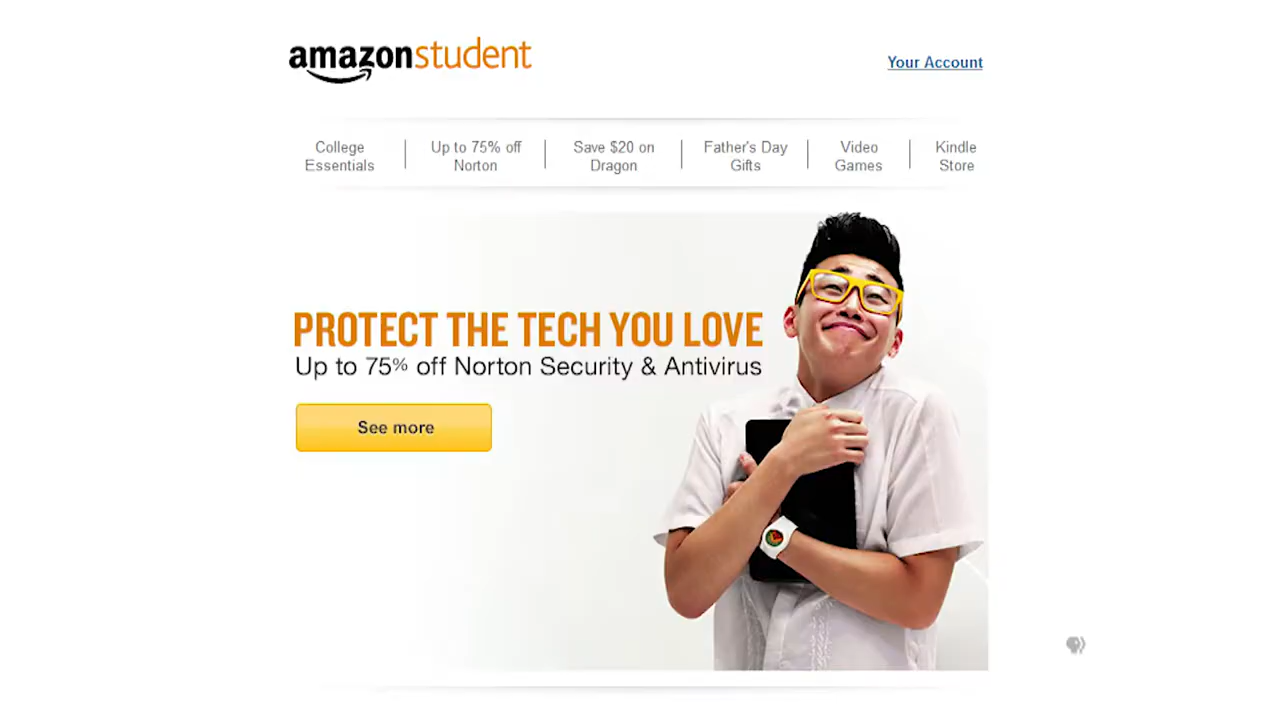 amazonstudent
Your Account
College Essentials
Up to 75% off Norton
Save $20 on Dragon
Father's Day Gifts
Video Games
Kindle Store
PROTECT THE TECH YOU LOVE
Up to 75% off Norton Security & Antivirus
See more